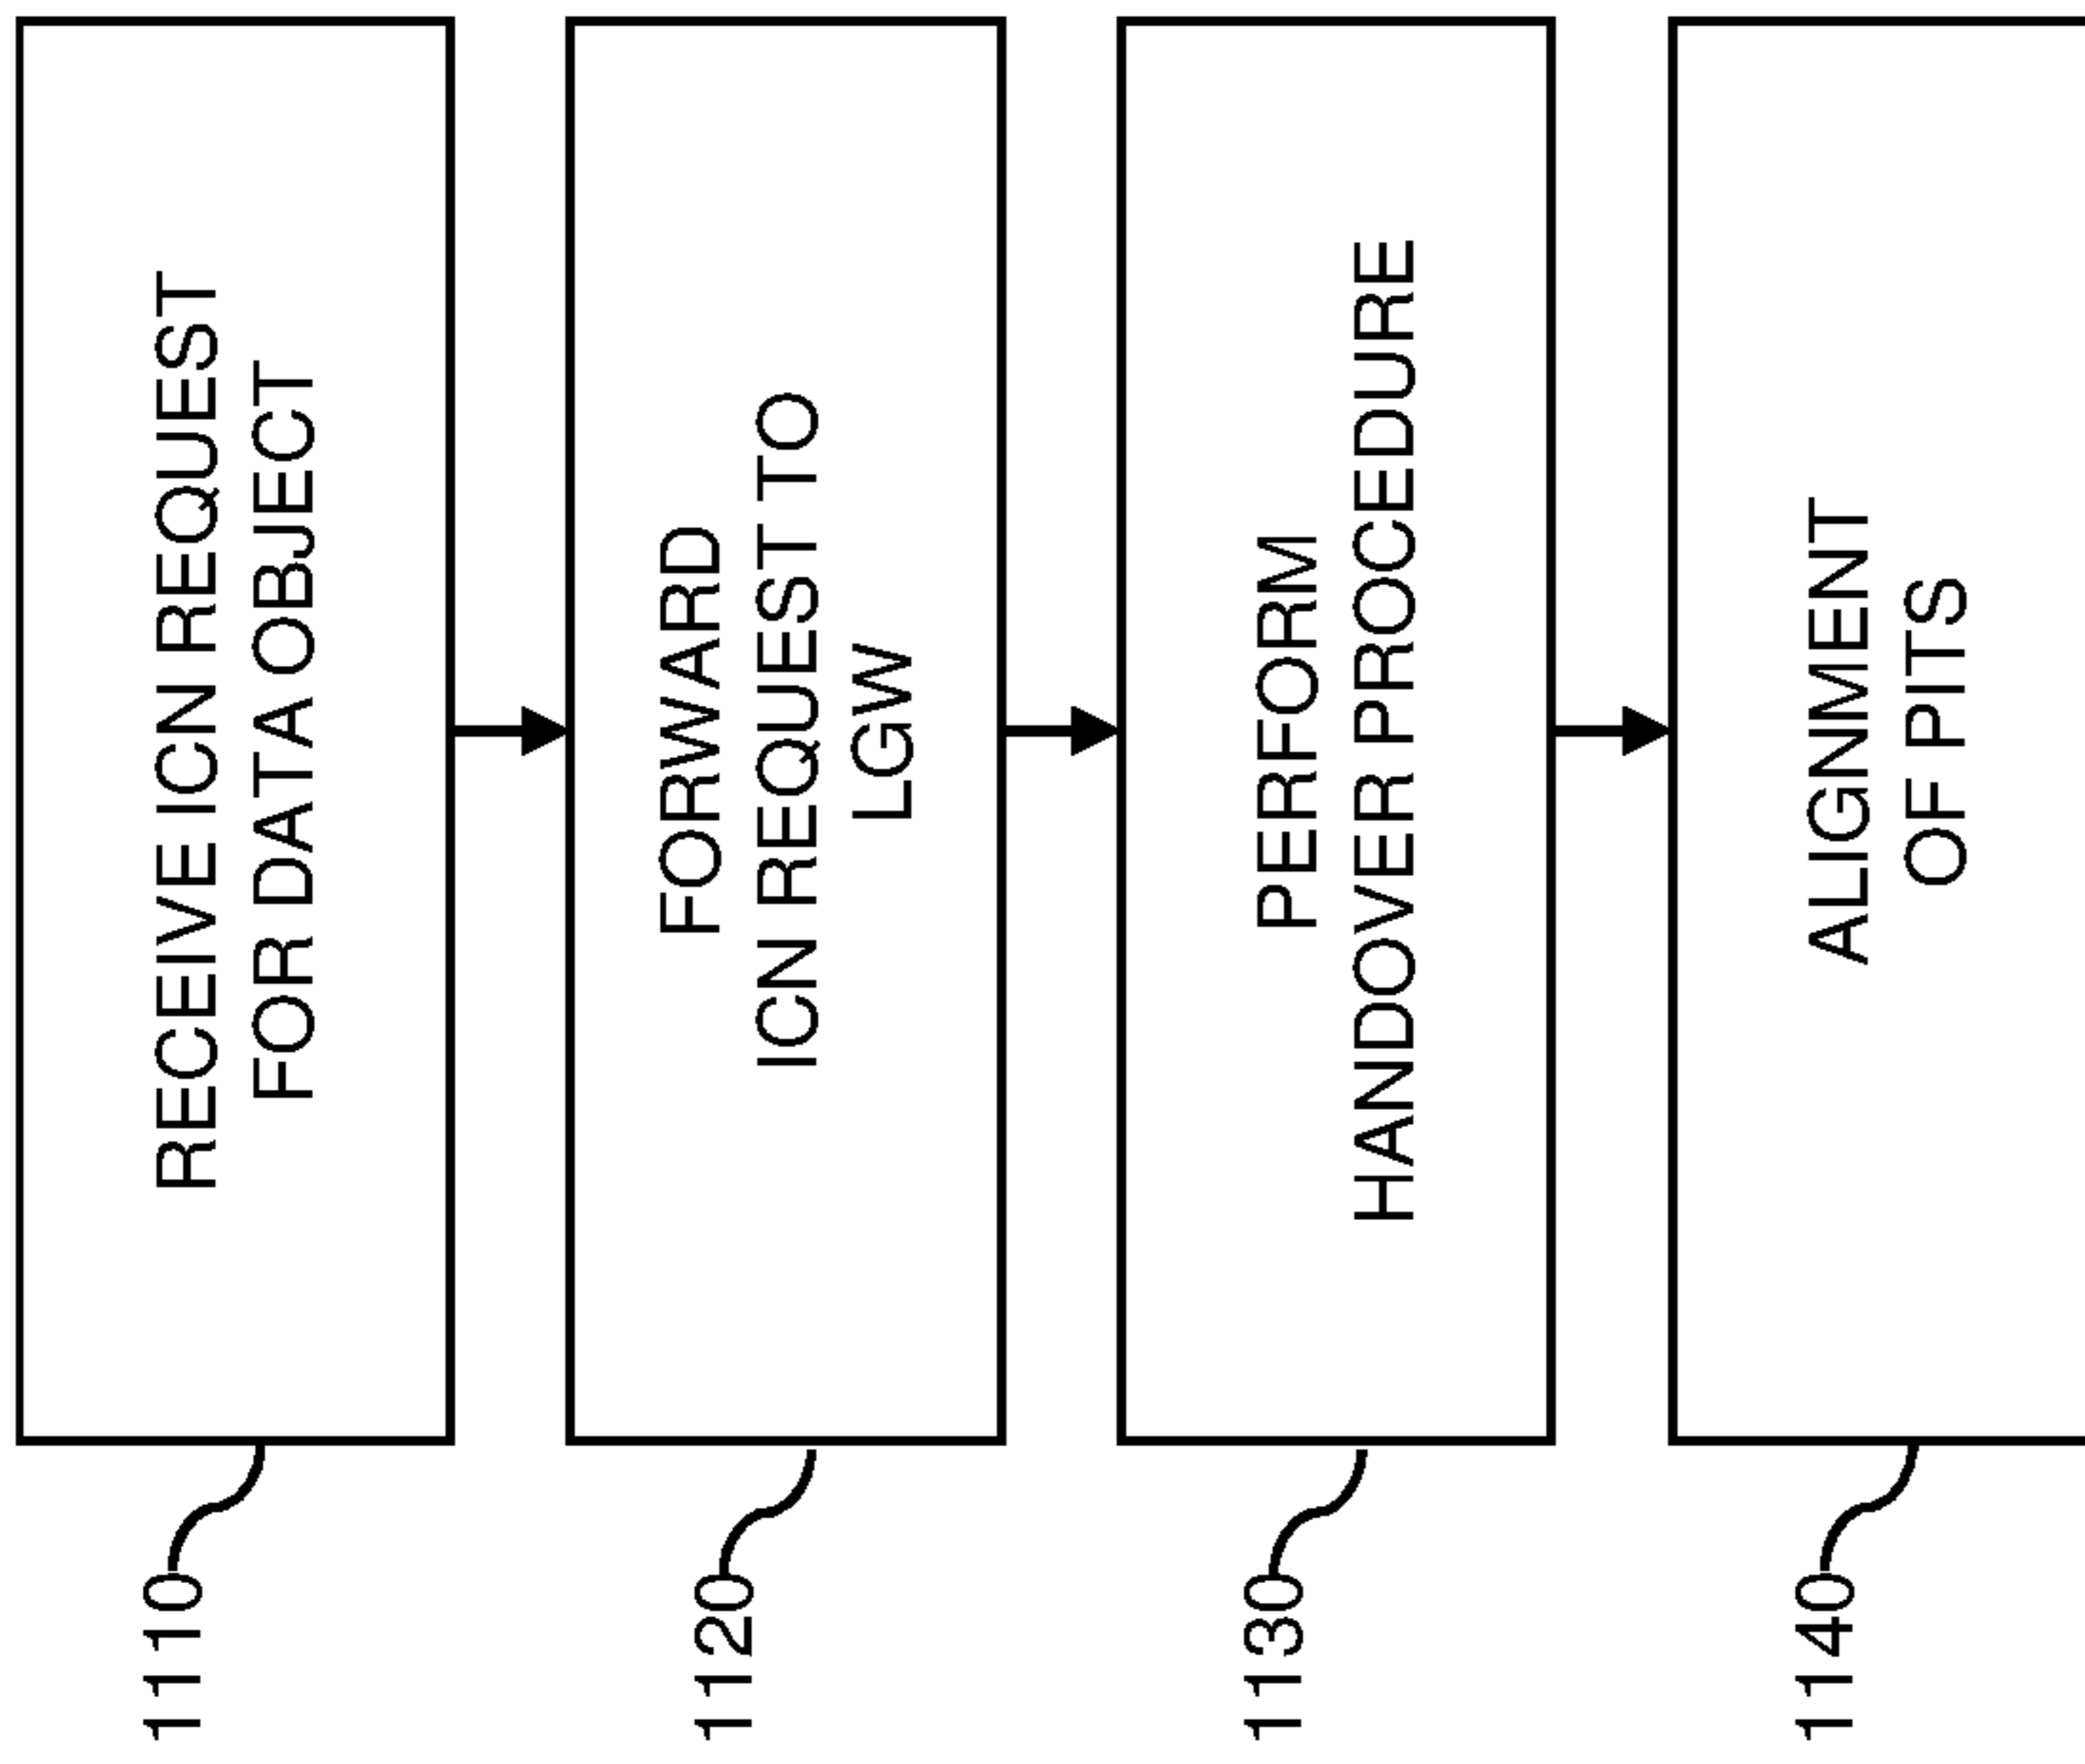 1110
RECEIVE ICN REQUEST
FOR DATA OBJECT
1120
FORWARD
ICN REQUEST TO
LGW
1130
PERFORM
HANDOVER PROCEDURE
1140
ALIGNMENT
OF PITS